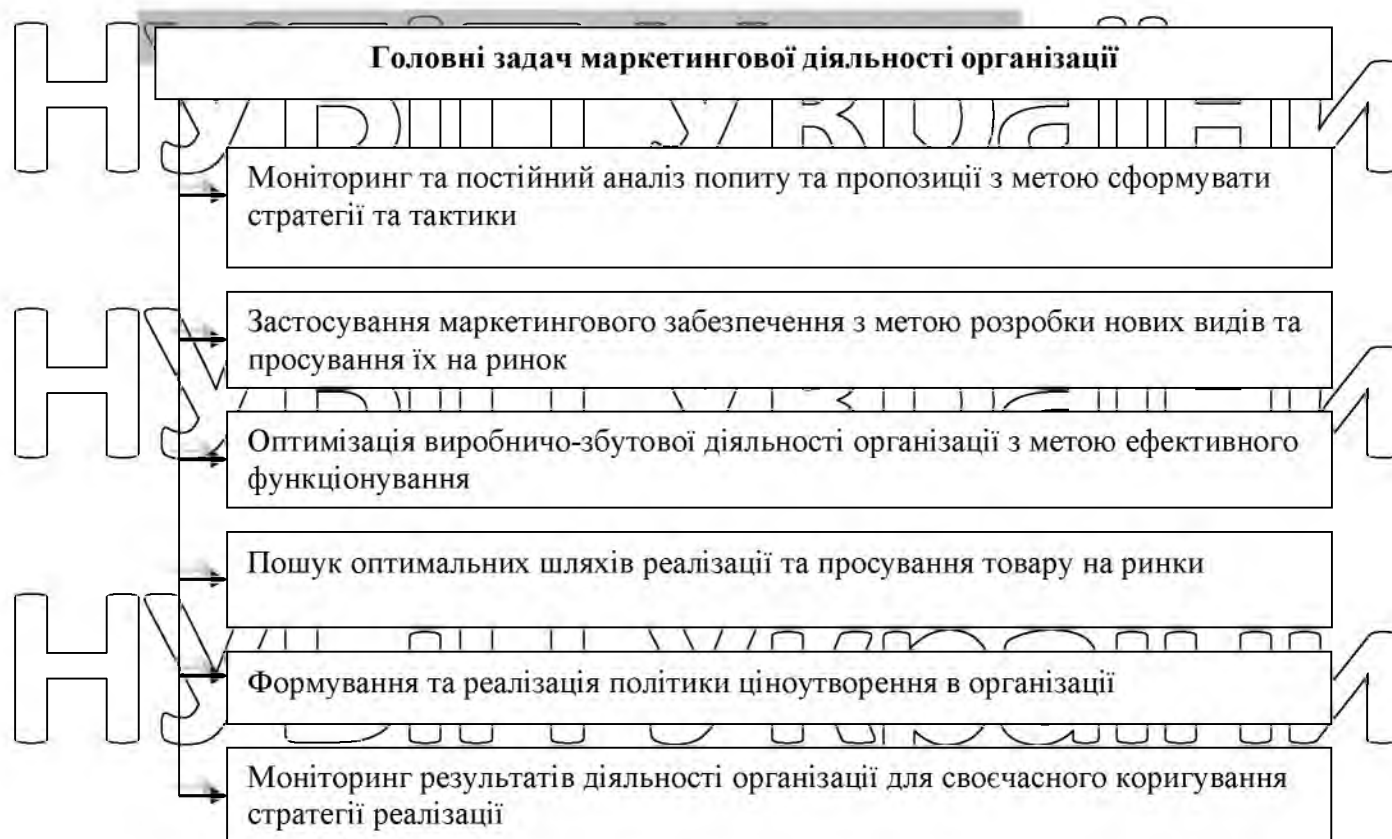 Головні задач маркетингової діяльності організації
Моніторинг та постійний аналіз попиту та пропозиції з метою сформувати
стратегії та тактики
Застосування маркетингового забезпечення з метою розробки нових видів та
просування їх на ринок
Оптимізація виробничо-збутової діяльності організації з метою ефективного
функціонування
Пошук оптимальних шляхів реалізації та просування товару на ринки
Формування та реалізація політики ціноутворення в організації
Моніторинг результатів діяльності організації для своєчасного коригування
стратегії реалізації